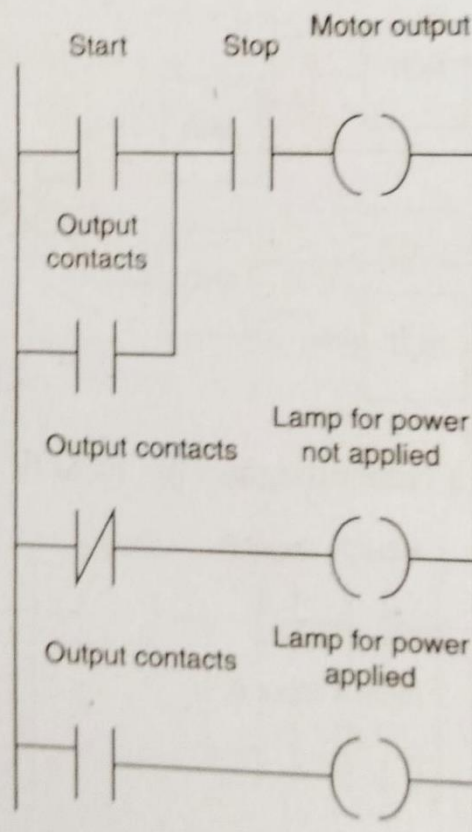 Start
Stop
Motor output
Output
contacts
Output contacts
Lamp for power
not applied
Output contacts
Lamp for power
applied